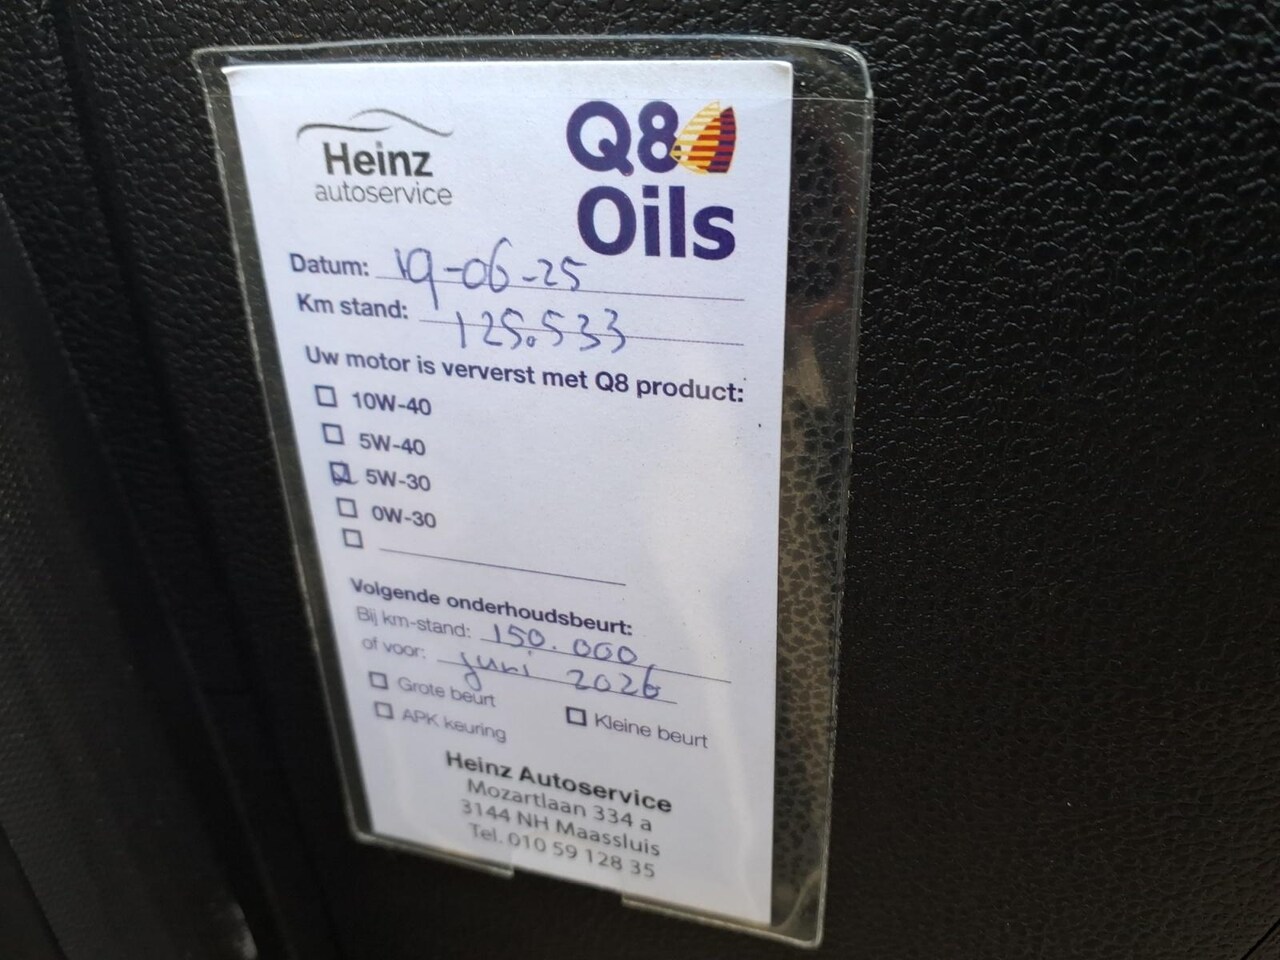 Heinz
autoservice
Q8
Oils
Datum: 19-06-25
Km stand: 125.533
Uw motor is ververst met Q8 product:
10W-40
5W-40
5W-30
0W-30
Volgende onderhoudsbeurt:
Bij km-stand: 150.000,
of voor: juni 2026
Grote beurt
Kleine beurt
APK keuring
Heinz Autoservice
Mozartlaan 334 a
3144 NH Maassluis
Tel. 010 59 128 35